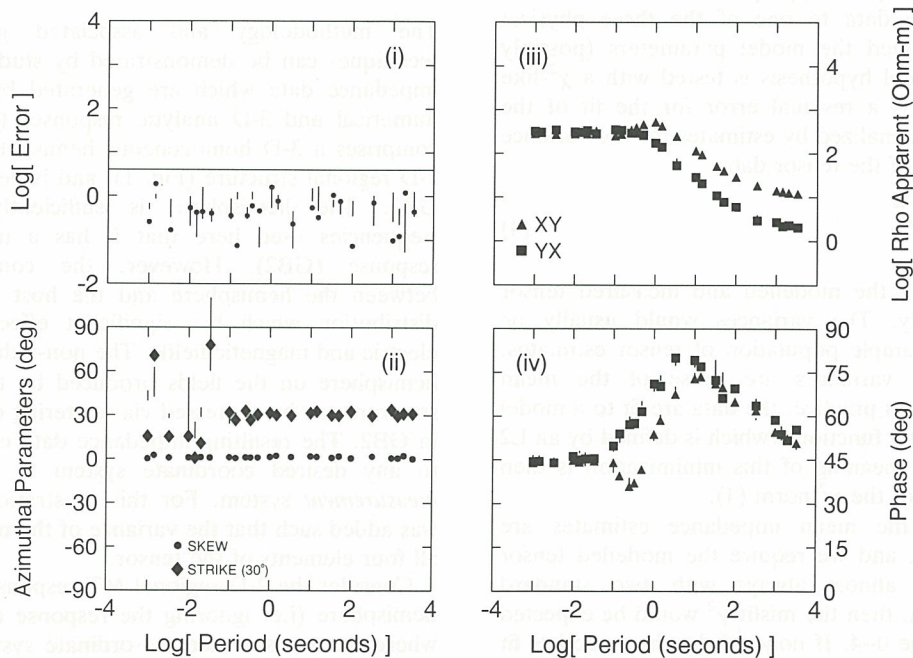 (i)
4
2
0
-2
Log[ Error ]
(ii)
90
60
30
0
-30
-60
-90
Azimuthal Parameters (deg)
SKEW
STRIKE (30°)
-4
-2
0
2
4
Log[ Period (seconds) ]
(iii)
XY
YX
4
2
0
Log[ Rho Apparent (Ohm-m) ]
(iv)
90
75
60
45
30
15
0
Phase (deg)
-4
-2
0
2
4
Log[ Period (seconds) ]